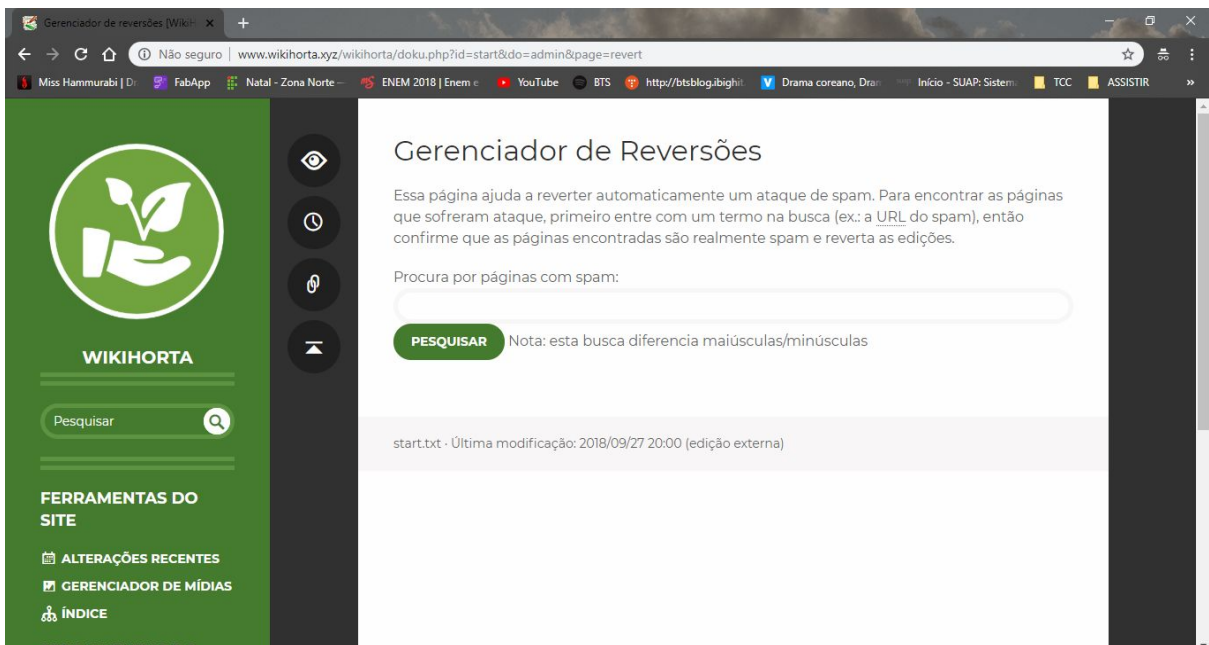 Gerenciador de reversões [WikiH
Não seguro | www.wikihorta.xyz/wikihorta/doku.php?id=start&do=admin&page=revert
Miss Hammurabi | Dr FabApp Natal - Zona Norte – ENEM 2018 | Enem e YouTube BTS http://btsblog.ibighit. Drama coreano, Dran Início - SUAP: Sistema TCC ASSISTIR »
WIKIHORTA
Pesquisar
FERRAMENTAS DO
SITE
ALTERAÇÕES RECENTES
GERENCIADOR DE MÍDIAS
ÍNDICE
Gerenciador de Reversões
Essa página ajuda a reverter automaticamente um ataque de spam. Para encontrar as páginas
que sofreram ataque, primeiro entre com um termo na busca (ex.: a URL do spam), então
confirme que as páginas encontradas são realmente spam e reverta as edições.
Procura por páginas com spam:
PESQUISAR Nota: esta busca diferencia maiúsculas/minúsculas
start.txt · Última modificação: 2018/09/27 20:00 (edição externa)